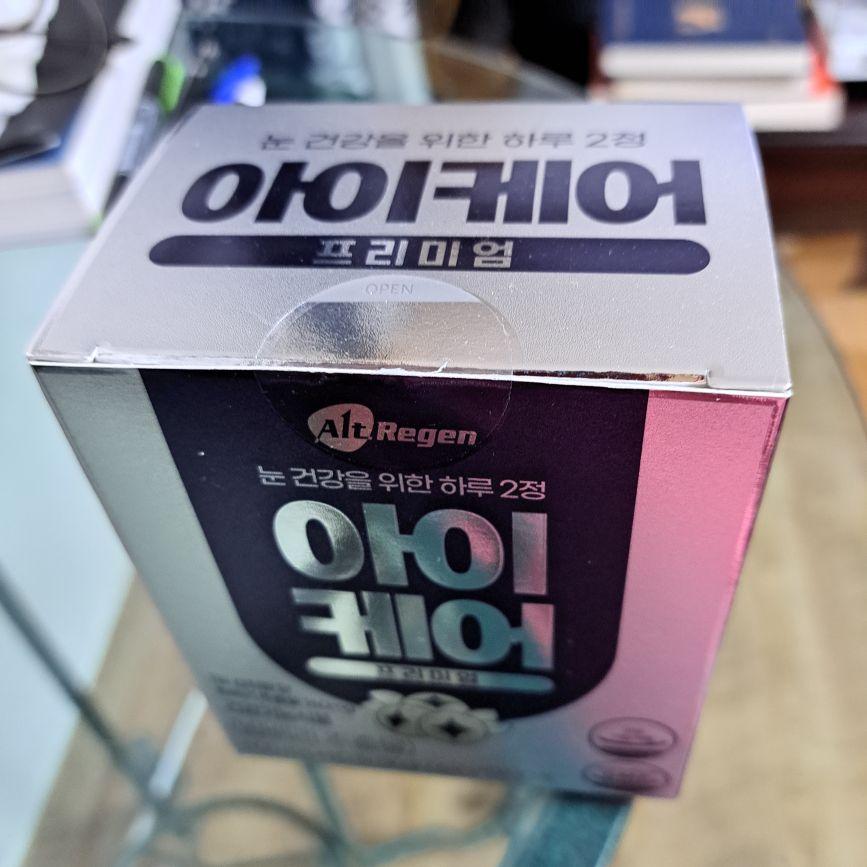 눈 건강을 위한 하루 2정
아이케어
프리미엄
OPEN
Alt Regen
눈 건강을 위한 하루 2정
아이
케어
프리미엄